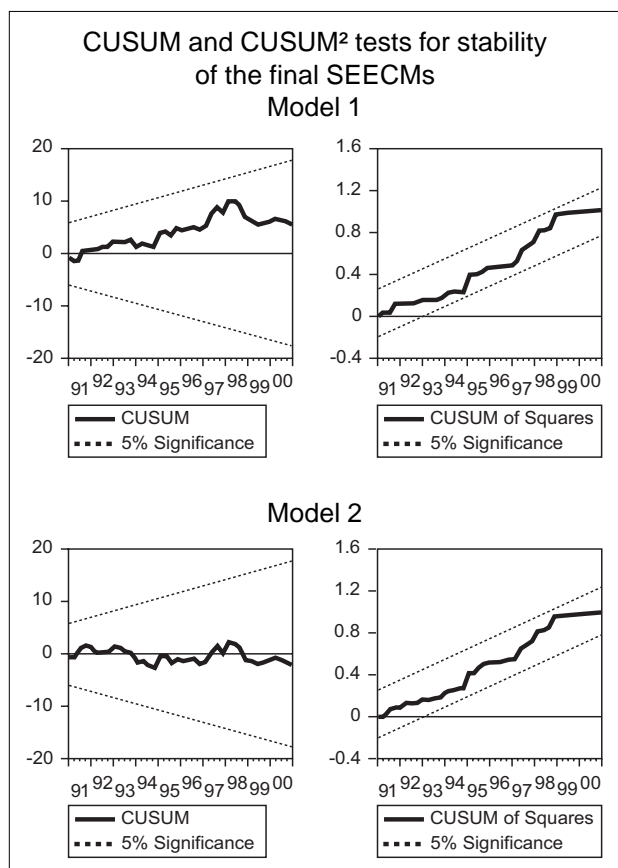 CUSUM and CUSUM² tests for stability
of the final SEECMs
Model 1
20
10
0
-10
-20
91 92 93 94 95 96 97 98 99 00
CUSUM
5% Significance
1.6
1.2
0.8
0.4
0
-0.4
91 92 93 94 95 96 97 98 99 00
CUSUM of Squares
5% Significance
Model 2
20
10
0
-10
-20
91 92 93 94 95 96 97 98 99 00
CUSUM
5% Significance
1.6
1.2
0.8
0.4
0
-0.4
91 92 93 94 95 96 97 98 99 00
CUSUM of Squares
5% Significance